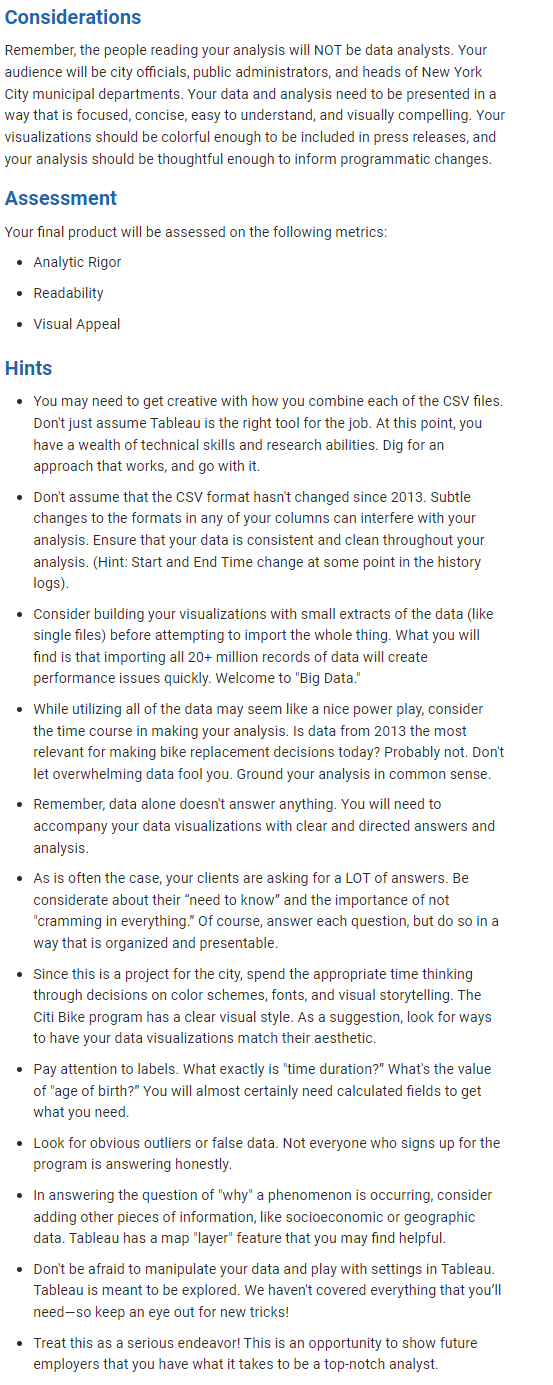 Considerations
Remember, the people reading your analysis will NOT be data analysts. Your
audience will be city officials, public administrators, and heads of New York
City municipal departments. Your data and analysis need to be presented in a
way that is focused, concise, easy to understand, and visually compelling. Your
visualizations should be colorful enough to be included in press releases, and
your analysis should be thoughtful enough to inform programmatic changes.
Assessment
Your final product will be assessed on the following metrics:
• Analytic Rigor
• Readability
• Visual Appeal
Hints
• You may need to get creative with how you combine each of the CSV files.
Don't just assume Tableau is the right tool for the job. At this point, you
have a wealth of technical skills and research abilities. Dig for an
approach that works, and go with it.
• Don't assume that the CSV format hasn't changed since 2013. Subtle
changes to the formats in any of your columns can interfere with your
analysis. Ensure that your data is consistent and clean throughout your
analysis. (Hint: Start and End Time change at some point in the history
logs).
• Consider building your visualizations with small extracts of the data (like
single files) before attempting to import the whole thing. What you will
find is that importing all 20+ million records of data will create
performance issues quickly. Welcome to "Big Data."
• While utilizing all of the data may seem like a nice power play, consider
the time course in making your analysis. Is data from 2013 the most
relevant for making bike replacement decisions today? Probably not. Don't
let overwhelming data fool you. Ground your analysis in common sense.
• Remember, data alone doesn't answer anything. You will need to
accompany your data visualizations with clear and directed answers and
analysis.
• As is often the case, your clients are asking for a LOT of answers. Be
considerate about their “need to know” and the importance of not
"cramming in everything.” Of course, answer each question, but do so in a
way that is organized and presentable.
• Since this is a project for the city, spend the appropriate time thinking
through decisions on color schemes, fonts, and visual storytelling. The
Citi Bike program has a clear visual style. As a suggestion, look for ways
to have your data visualizations match their aesthetic.
• Pay attention to labels. What exactly is "time duration?” What's the value
of "age of birth?” You will almost certainly need calculated fields to get
what you need.
• Look for obvious outliers or false data. Not everyone who signs up for the
program is answering honestly.
• In answering the question of "why" a phenomenon is occurring, consider
adding other pieces of information, like socioeconomic or geographic
data. Tableau has a map "layer" feature that you may find helpful.
• Don't be afraid to manipulate your data and play with settings in Tableau.
Tableau is meant to be explored. We haven't covered everything that you’ll
need—so keep an eye out for new tricks!
• Treat this as a serious endeavor! This is an opportunity to show future
employers that you have what it takes to be a top-notch analyst.